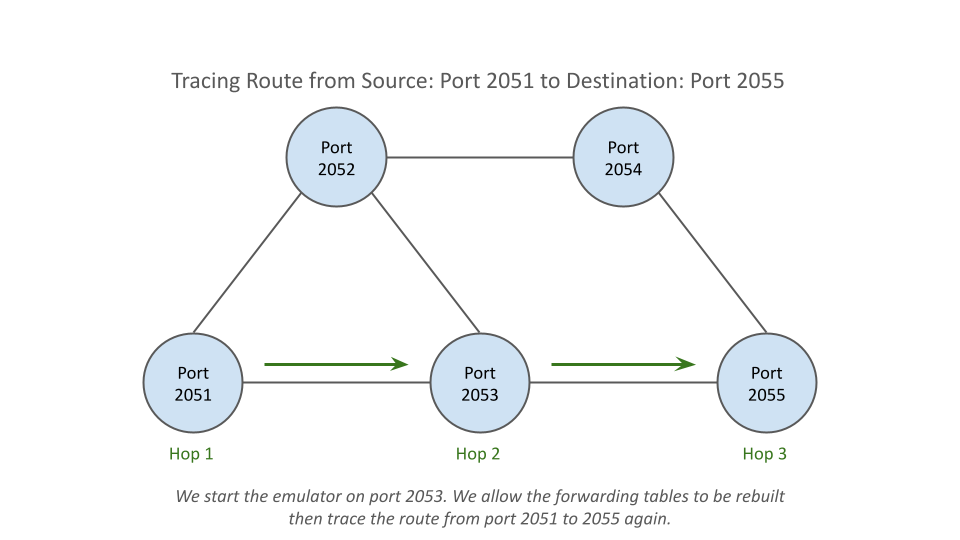 Tracing Route from Source: Port 2051 to Destination: Port 2055
Port
2052
Port
2054
Port
2051
Port
2053
Port
2055
Hop 1
Hop 2
Hop 3
We start the emulator on port 2053. We allow the forwarding tables to be rebuilt
then trace the route from port 2051 to 2055 again.